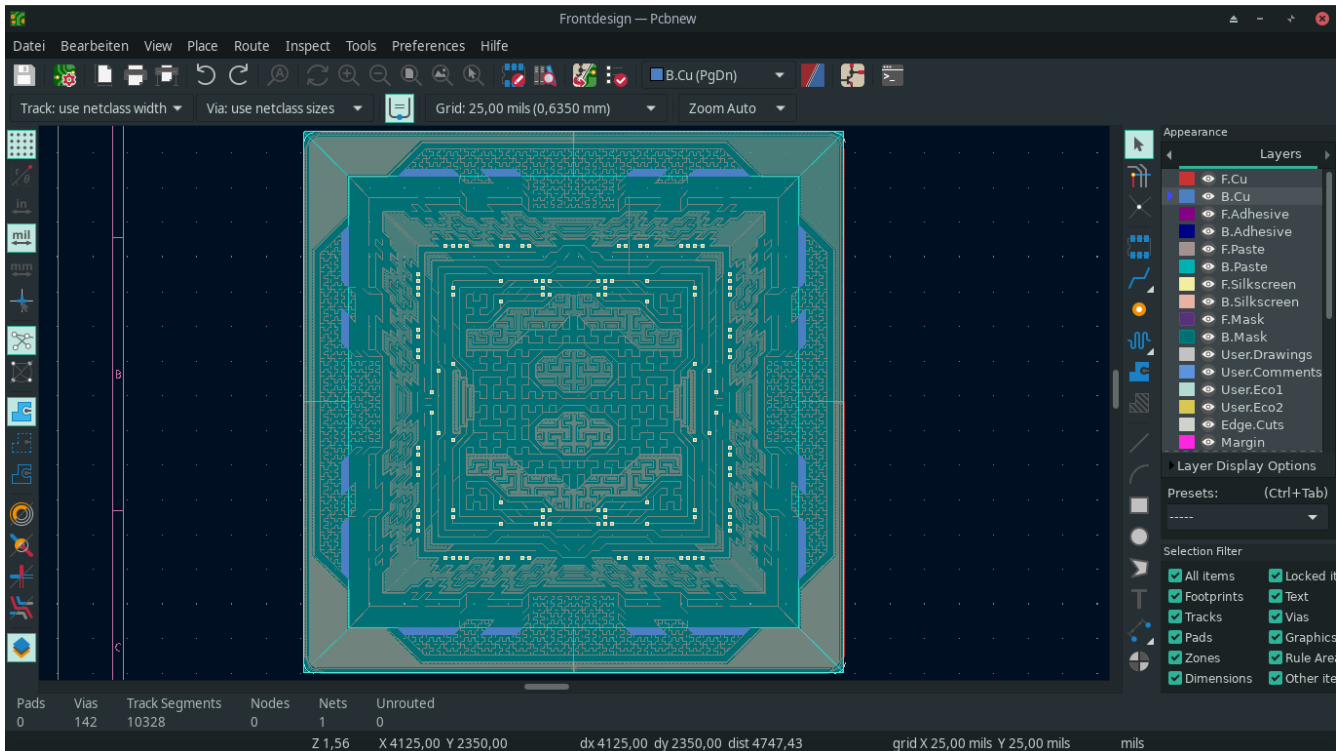 Frontdesign — Pcbnew
Datei Bearbeiten View Place Route Inspect Tools Preferences Hilfe
B.Cu (PgDn)
Track: use netclass width Via: use netclass sizes Grid: 25,00 mils (0,6350 mm) Zoom Auto
in
mil
mm
B
C
Appearance
Layers
F.Cu
B.Cu
F.Adhesive
B.Adhesive
F.Paste
B.Paste
F.Silkscreen
B.Silkscreen
F.Mask
B.Mask
User.Drawings
User.Comments
User.Eco1
User.Eco2
Edge.Cuts
Margin
Layer Display Options
Presets: (Ctrl+Tab)
-----
Selection Filter
All items Locked it
Footprints Text
Tracks Vias
Pads Graphics
Zones Rule Area
Dimensions Other ite
Pads Vias Track Segments Nodes Nets Unrouted
0 142 10328 0 1 0
Z 1,56 X 4125,00 Y 2350,00 dx 4125,00 dy 2350,00 dist 4747,43 grid X 25,00 mils Y 25,00 mils mils